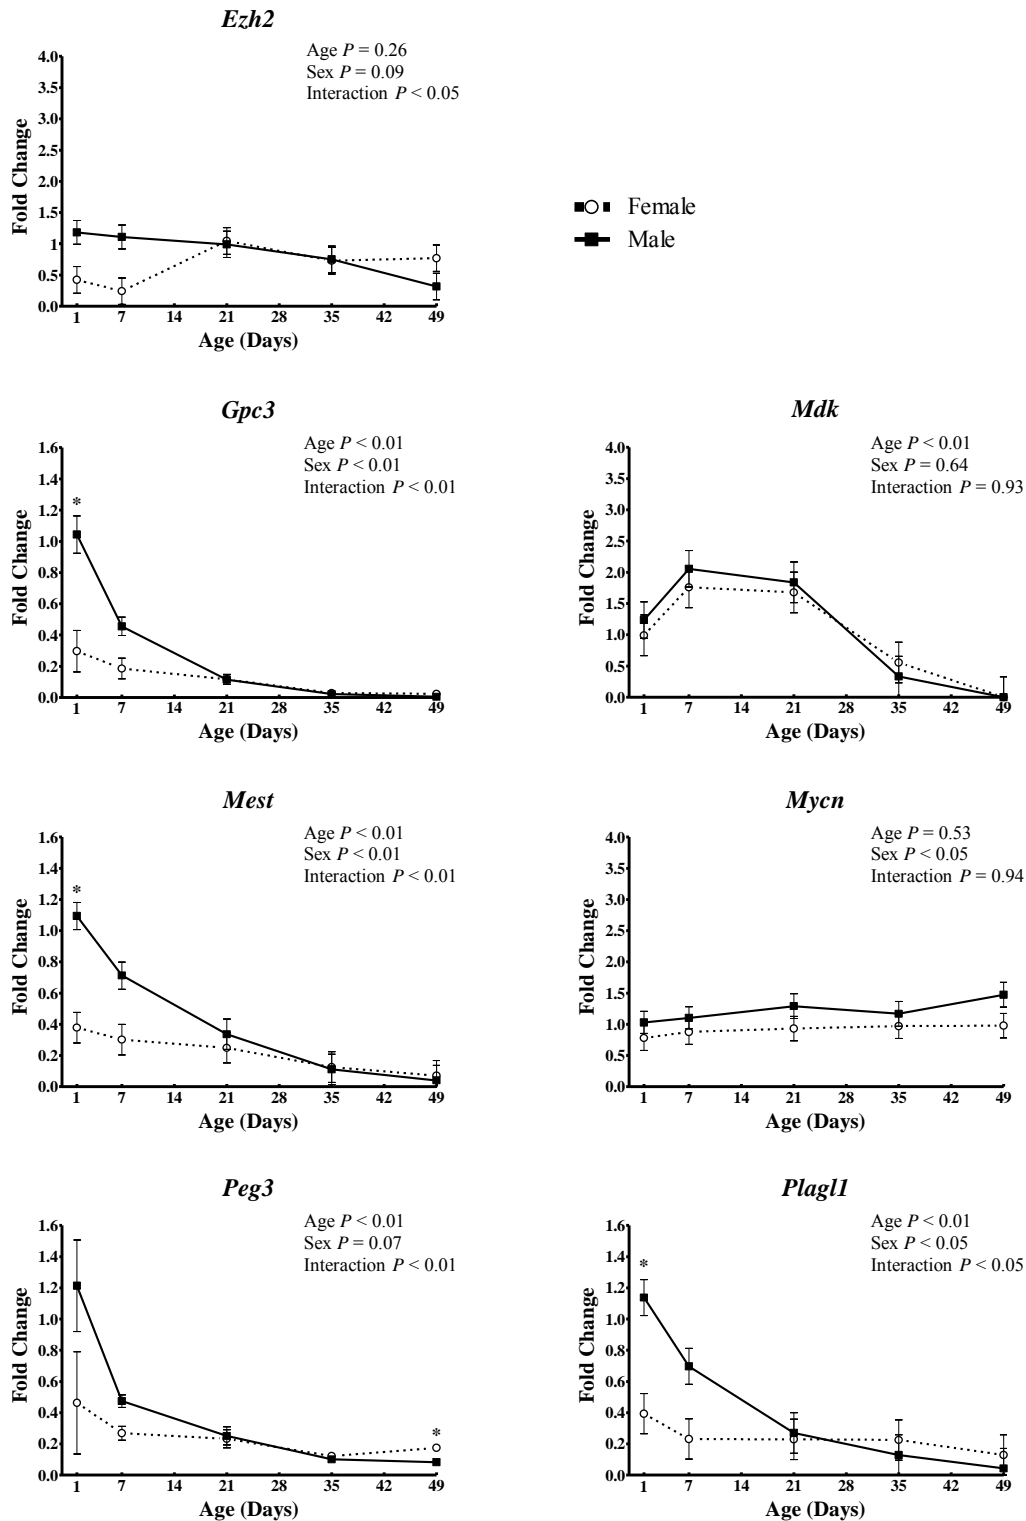 Ezh2
Age P = 0.26
Sex P = 0.09
Interaction P < 0.05
4.0
3.5
3.0
2.5
2.0
1.5
1
0.5
0.0
Fold Change
1 7 14 21 28 35 42 49
Age (Days)
Female
Male
Gpc3
Age P < 0.01
Sex P < 0.01
Interaction P < 0.01
1.6
1.4
1.2
1.0
0.8
0.6
0.4
0.2
0.0
Fold Change
*
1 7 14 21 28 35 42 49
Age (Days)
Mdk
Age P < 0.01
Sex P = 0.64
Interaction P = 0.93
4.0
3.5
3.0
2.5
2.0
1.5
1.0
0.5
0.0
Fold Change
1 7 14 21 28 35 42 49
Age (Days)
Mest
Age P < 0.01
Sex P < 0.01
Interaction P < 0.01
1.6
1.4
1.2
1.0
0.8
0.6
0.4
0.2
0.0
Fold Change
*
1 7 14 21 28 35 42 49
Age (Days)
Mycn
Age P = 0.53
Sex P < 0.05
Interaction P = 0.94
4.0
3.5
3.0
2.5
2.0
1.5
1.0
0.5
0.0
Fold Change
1 7 14 21 28 35 42 49
Age (Days)
Peg3
Age P < 0.01
Sex P = 0.07
Interaction P < 0.01
1.6
1.4
1.2
1.0
0.8
0.6
0.4
0.2
0.0
Fold Change
*
1 7 14 21 28 35 42 49
Age (Days)
Plagl1
Age P < 0.01
Sex P < 0.05
Interaction P < 0.05
1.6
1.4
1.2
1.0
0.8
0.6
0.4
0.2
0.0
Fold Change
*
1 7 14 21 28 35 42 49
Age (Days)